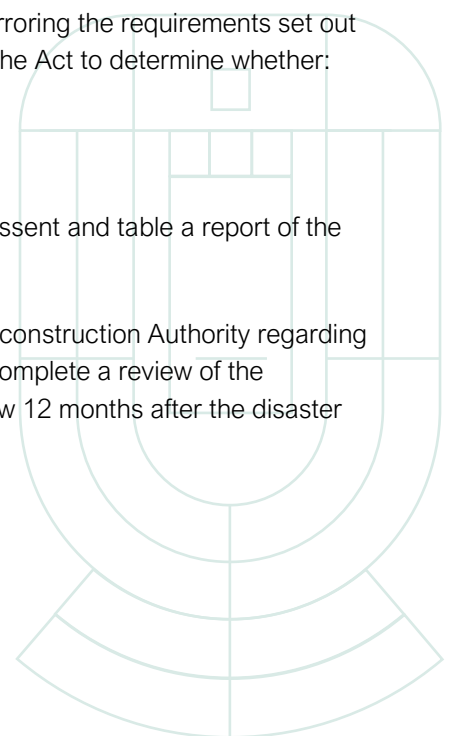 rroring the requirements set out
he Act to determine whether:
ssent and table a report of the
construction Authority regarding
omplete a review of the
w 12 months after the disaster